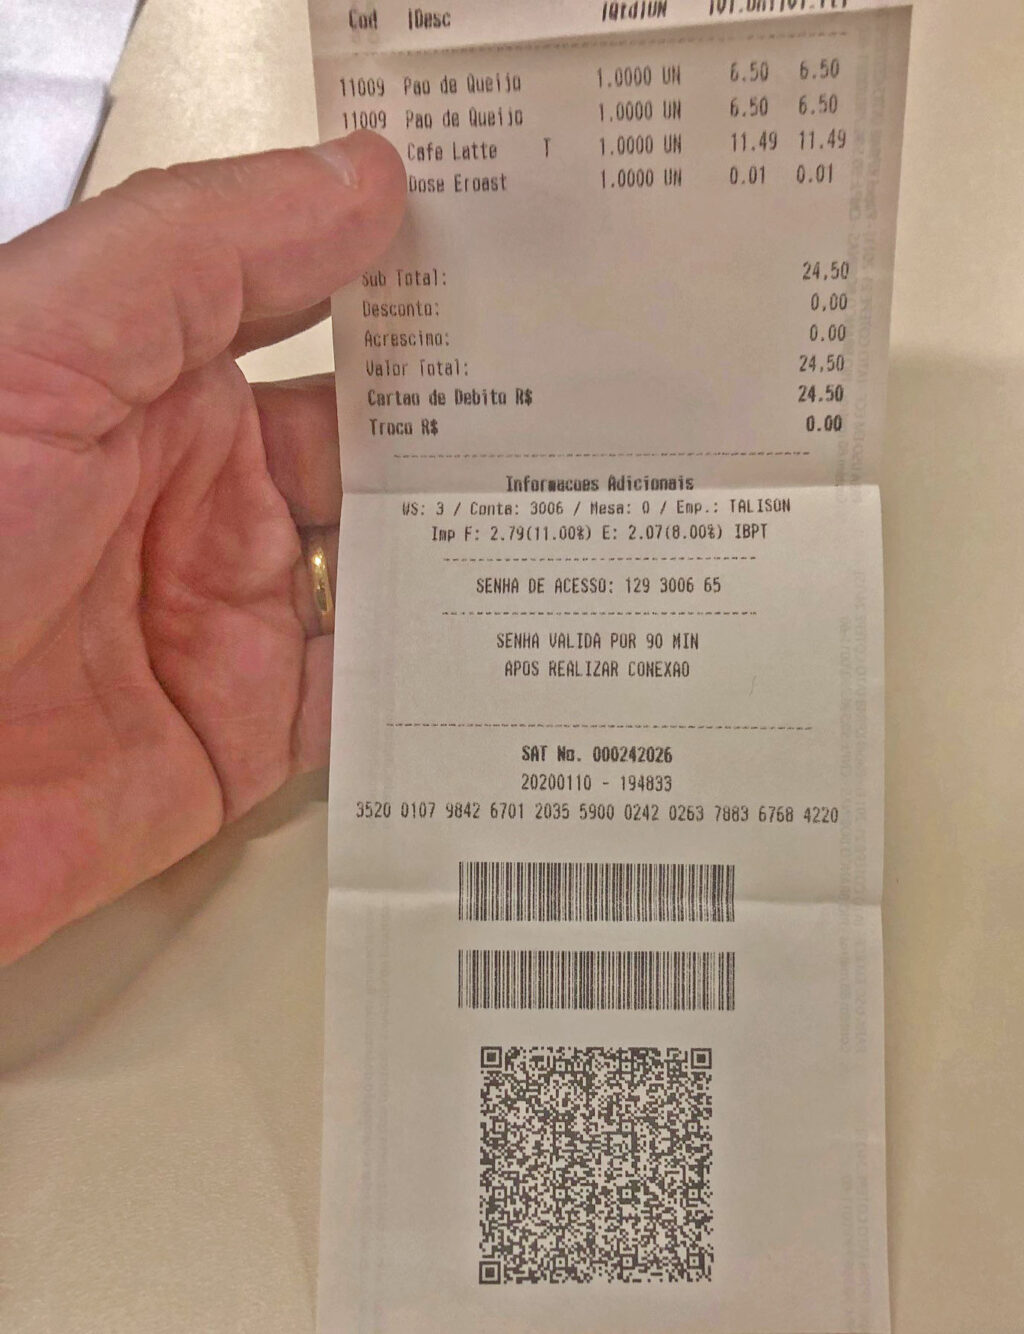 Cod |Desc |Qtd|UN
11009 Pao de Queijo 1.0000 UN 6.50 6.50
11009 Pao de Queijo 1.0000 UN 6.50 6.50
Cafe Latte T 1.0000 UN 11.49 11.49
Dose Eroast 1.0000 UN 0.01 0.01
Sub Total: 24,50
Desconto: 0,00
Acrescimo: 0.00
Valor Total: 24,50
Cartao de Debito R$ 24.50
Troco R$ 0.00
Informacoes Adicionais
WS: 3 / Conta: 3006 / Mesa: 0 / Emp.: TALISON
Imp F: 2.79(11.00%) E: 2.07(8.00%) IBPT
SENHA DE ACESSO: 129 3006 65
SENHA VALIDA POR 90 MIN
APOS REALIZAR CONEXAO
SAT No. 000242026
20200110 - 194833
3520 0107 9842 6701 2035 5900 0242 0263 7883 6768 4220